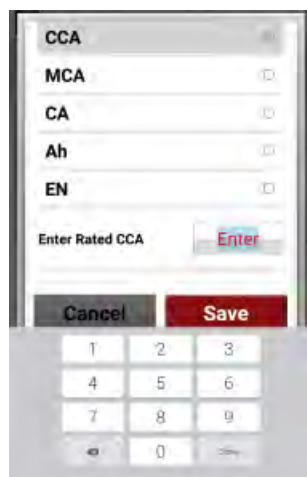 CCA
MCA
CA
Ah
EN
Enter Rated CCA Enter
Cancel Save
1 2 3
4 5 6
7 8 9
0